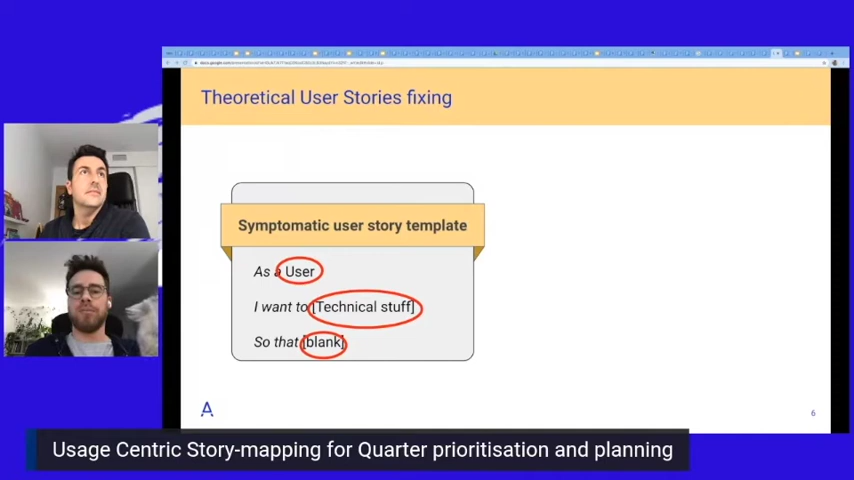 Theoretical User Stories fixing
Symptomatic user story template
As a User
I want to [Technical stuff]
So that [blank]
A
6
Usage Centric Story-mapping for Quarter prioritisation and planning